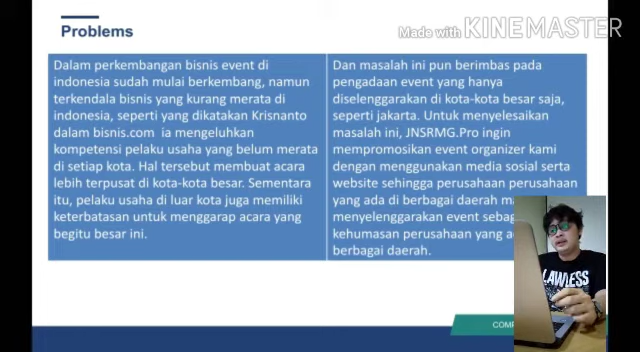 Problems
Made with KINEMASTER
Dalam perkembangan bisnis event di
indonesia sudah mulai berkembang, namun
terkendala bisnis yang kurang merata di
indonesia, seperti yang dikatakan Krisnanto
dalam bisnis.com ia mengeluhkan
kompetensi pelaku usaha yang belum merata
di setiap kota. Hal tersebut membuat acara
lebih terpusat di kota-kota besar. Sementara
itu, pelaku usaha di luar kota juga memiliki
keterbatasan untuk menggarap acara yang
begitu besar ini.
Dan masalah ini pun berimbas pada
pengadaan event yang hanya
diselenggarakan di kota-kota besar saja,
seperti jakarta. Untuk menyelesaikan
masalah ini, JNSRMG.Pro ingin
mempromosikan event organizer kami
dengan menggunakan media sosial serta
website sehingga perusahaan perusahaan
yang ada di berbagai daerah
menyelenggarakan event
kehumasan perusahaan yang
berbagai daerah.
LAWLESS